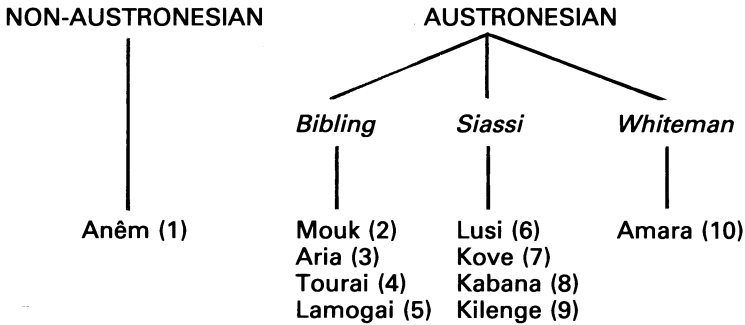 NON-AUSTRONESIAN AUSTRONESIAN
Bibling Siassi Whiteman
Anêm (1) Mouk (2) Lusi (6) Amara (10)
Aria (3) Kove (7)
Tourai (4) Kabana (8)
Lamogai (5) Kilenge (9)